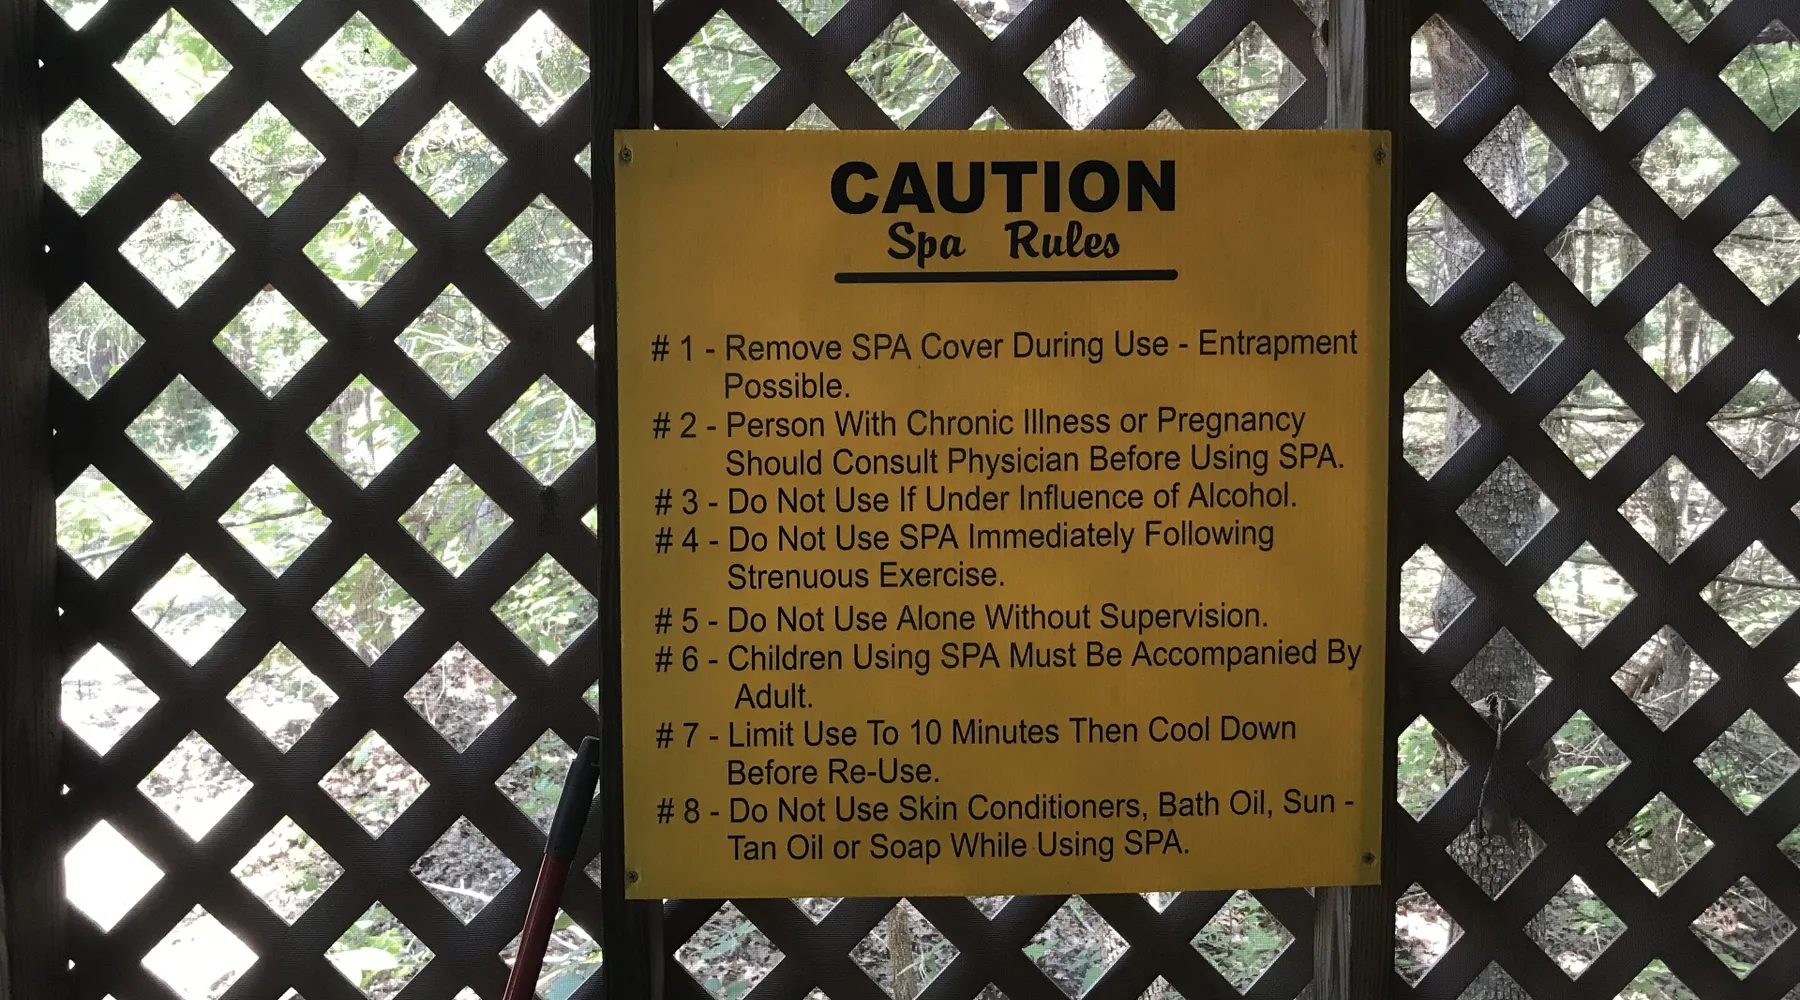 CAUTION
Spa Rules
# 1 - Remove SPA Cover During Use - Entrapment
Possible.
# 2 - Person With Chronic Illness or Pregnancy
Should Consult Physician Before Using SPA.
# 3 - Do Not Use If Under Influence of Alcohol.
# 4 - Do Not Use SPA Immediately Following
Strenuous Exercise.
# 5 - Do Not Use Alone Without Supervision.
# 6 - Children Using SPA Must Be Accompanied By
Adult.
# 7 - Limit Use To 10 Minutes Then Cool Down
Before Re-Use.
# 8 - Do Not Use Skin Conditioners, Bath Oil, Sun -
Tan Oil or Soap While Using SPA.